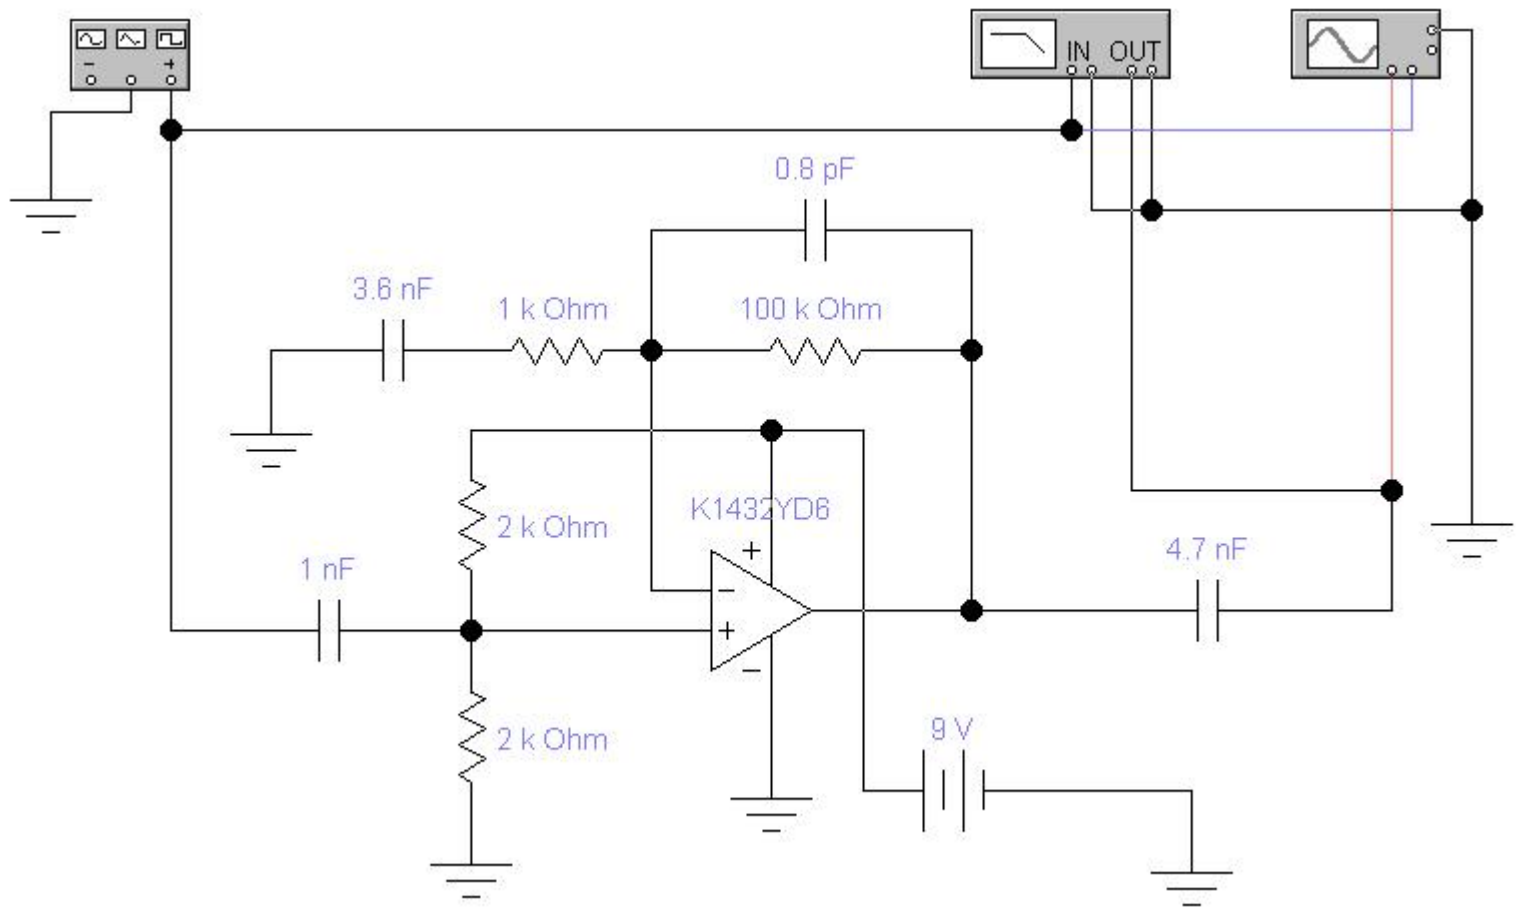 IN OUT
0.8 pF
3.6 nF
1 k Ohm
100 k Ohm
K1432YD6
2 k Ohm
1 nF
4.7 nF
2 k Ohm
9 V